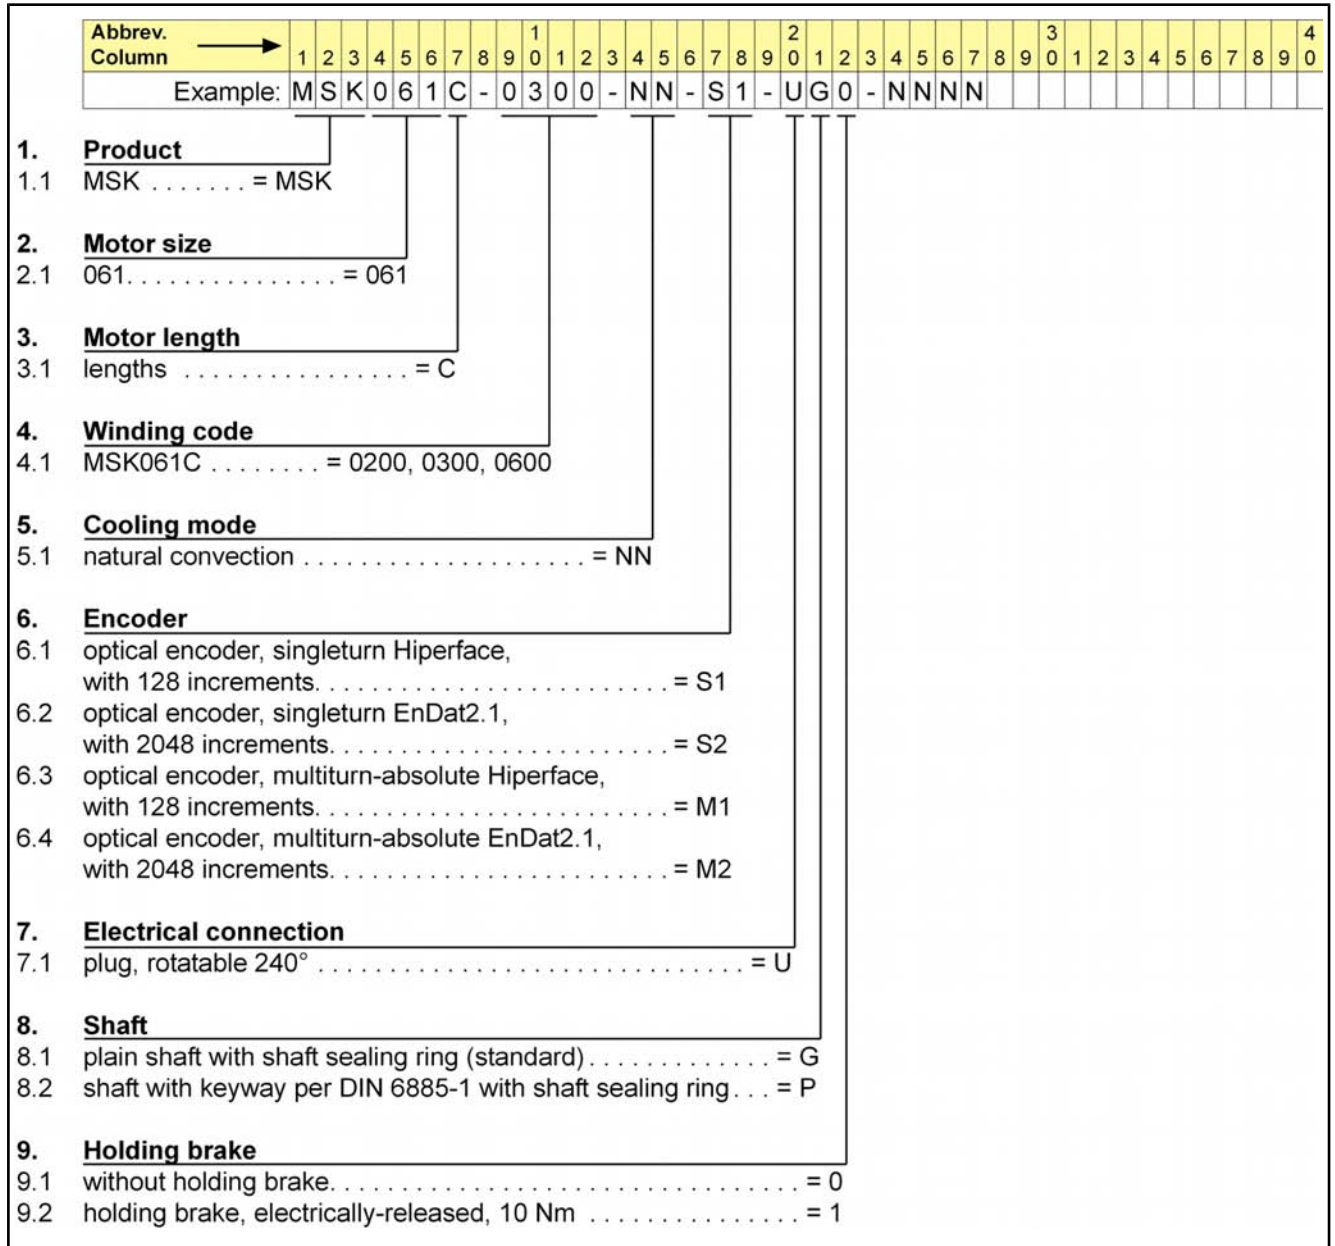 Abbrev. 1 2 3 4
Column 1 2 3 4 5 6 7 8 9 0 1 2 3 4 5 6 7 8 9 0 1 2 3 4 5 6 7 8 9 0 1 2 3 4 5 6 7 8 9 0
Example: MSK061C-0300-NN-S1-UG0-NNNN
1. Product
1.1 MSK . . . . . . . = MSK
2. Motor size
2.1 061. . . . . . . . . . . . . . . = 061
3. Motor length
3.1 lengths . . . . . . . . . . . . . . . . = C
4. Winding code
4.1 MSK061C . . . . . . . . = 0200, 0300, 0600
5. Cooling mode
5.1 natural convection . . . . . . . . . . . . . . . . . . . . = NN
6. Encoder
6.1 optical encoder, singleturn Hiperface,
with 128 increments. . . . . . . . . . . . . . . . . . . . . . . . . = S1
6.2 optical encoder, singleturn EnDat2.1,
with 2048 increments. . . . . . . . . . . . . . . . . . . . . . . . = S2
6.3 optical encoder, multiturn-absolute Hiperface,
with 128 increments. . . . . . . . . . . . . . . . . . . . . . . . . = M1
6.4 optical encoder, multiturn-absolute EnDat2.1,
with 2048 increments. . . . . . . . . . . . . . . . . . . . . . . . = M2
7. Electrical connection
7.1 plug, rotatable 240° . . . . . . . . . . . . . . . . . . . . . . . . . . . . . . = U
8. Shaft
8.1 plain shaft with shaft sealing ring (standard) . . . . . . . . . . . . . = G
8.2 shaft with keyway per DIN 6885-1 with shaft sealing ring . . . = P
9. Holding brake
9.1 without holding brake. . . . . . . . . . . . . . . . . . . . . . . . . . . . . . . . . = 0
9.2 holding brake, electrically-released, 10 Nm . . . . . . . . . . . . . . . = 1